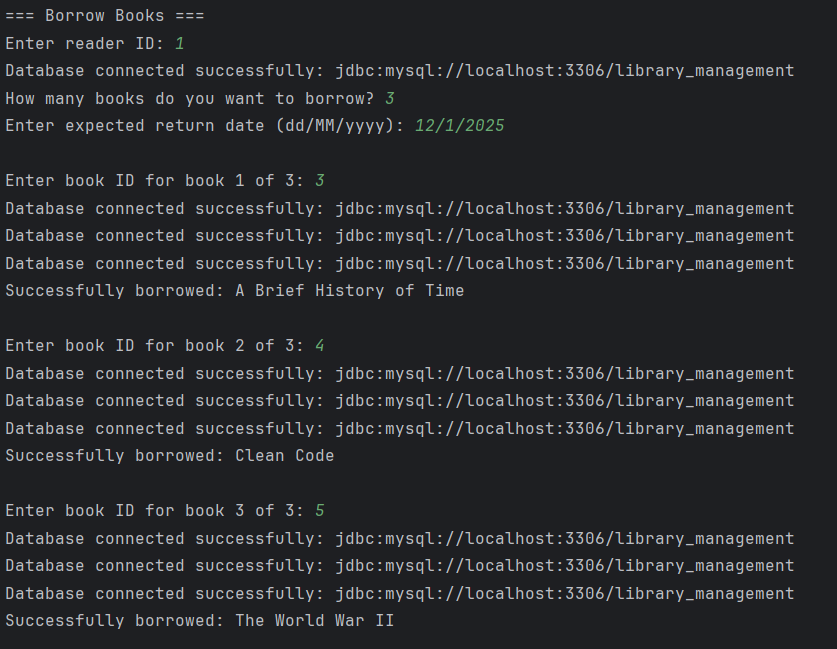 === Borrow Books ===
Enter reader ID: 1
Database connected successfully: jdbc:mysql://localhost:3306/library_management
How many books do you want to borrow? 3
Enter expected return date (dd/MM/yyyy): 12/1/2025
Enter book ID for book 1 of 3: 3
Database connected successfully: jdbc:mysql://localhost:3306/library_management
Database connected successfully: jdbc:mysql://localhost:3306/library_management
Database connected successfully: jdbc:mysql://localhost:3306/library_management
Successfully borrowed: A Brief History of Time
Enter book ID for book 2 of 3: 4
Database connected successfully: jdbc:mysql://localhost:3306/library_management
Database connected successfully: jdbc:mysql://localhost:3306/library_management
Database connected successfully: jdbc:mysql://localhost:3306/library_management
Successfully borrowed: Clean Code
Enter book ID for book 3 of 3: 5
Database connected successfully: jdbc:mysql://localhost:3306/library_management
Database connected successfully: jdbc:mysql://localhost:3306/library_management
Database connected successfully: jdbc:mysql://localhost:3306/library_management
Successfully borrowed: The World War II